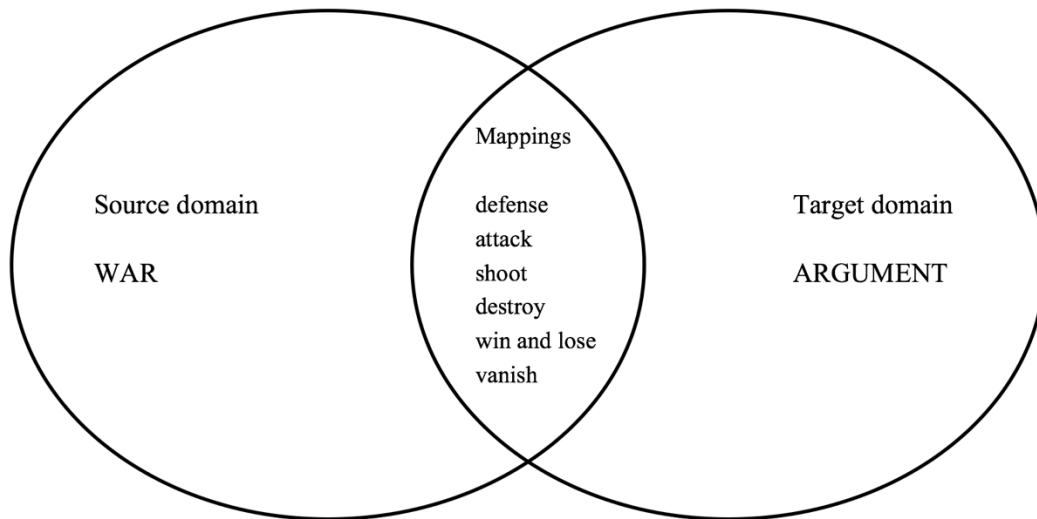 Source domain
WAR
Mappings
defense
attack
shoot
destroy
win and lose
vanish
Target domain
ARGUMENT